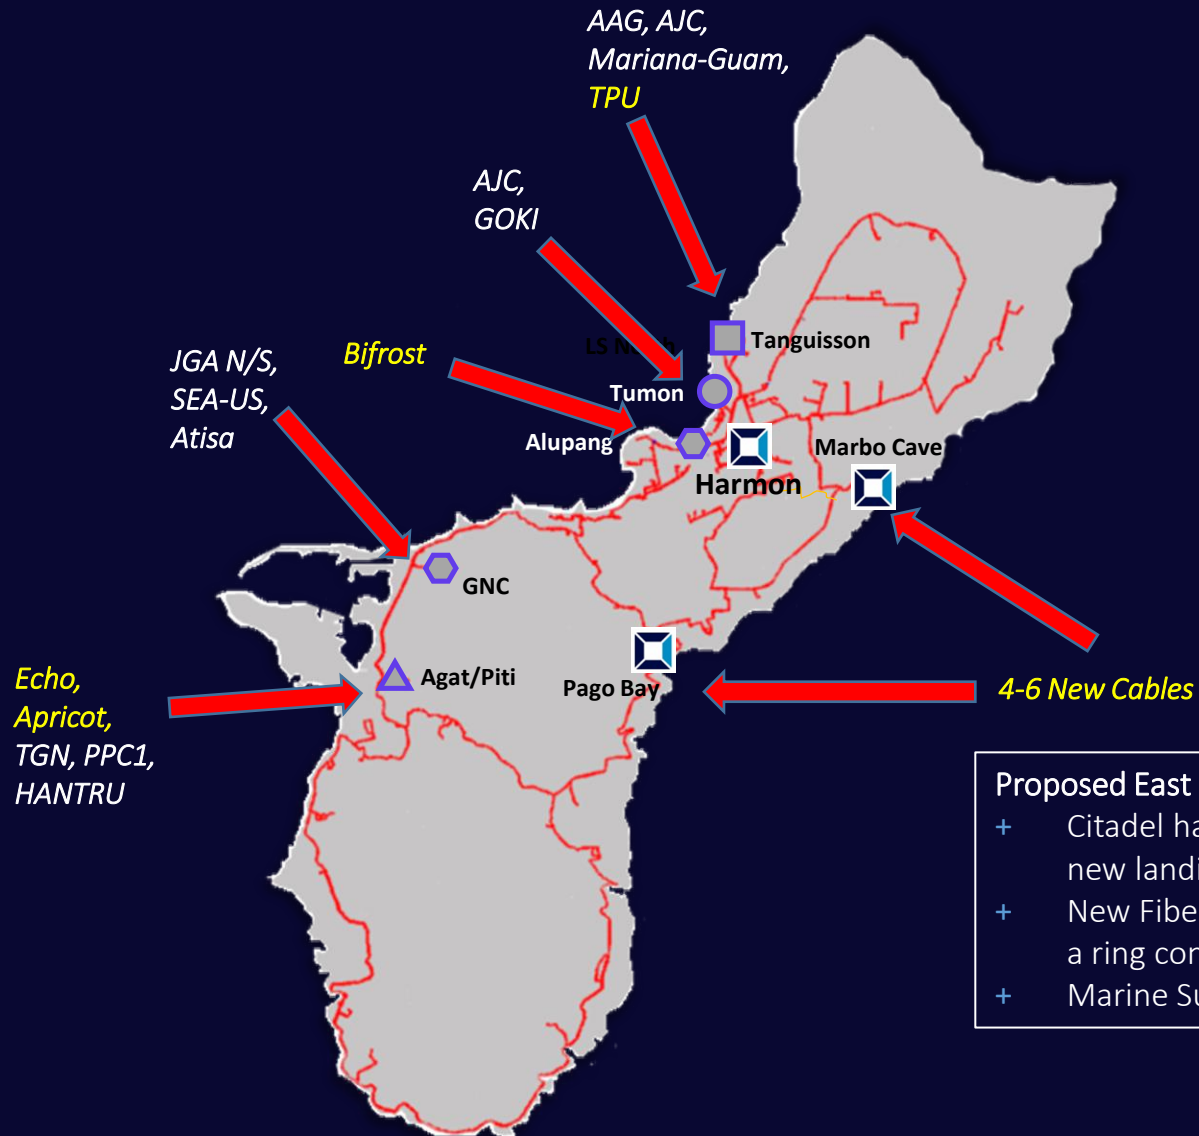 AAG, AJC,
Mariana-Guam,
TPU
AJC,
GOKI
JGA N/S,
SEA-US,
Atisa
Bifrost
Tanguisson
Tumon
Alupang
Marbo Cave
Harmon
GNC
Agat/Piti
Pago Bay
Echo,
Apricot,
TGN, PPC1,
HANTRU
4-6 New Cables
Proposed East
+ Citadel ha
new landi
+ New Fibe
a ring con
+ Marine Su